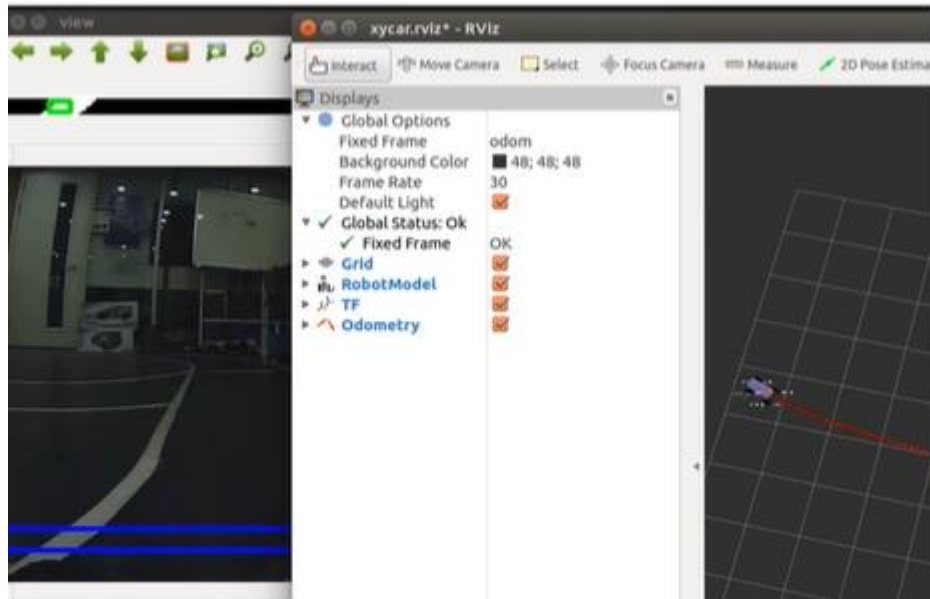 view
xycar.rviz* - RViz
Interact Move Camera Select Focus Camera Measure 2D Pose Estima
Displays
Global Options
Fixed Frame odom
Background Color 48; 48; 48
Frame Rate 30
Default Light
Global Status: Ok
Fixed Frame OK
Grid
RobotModel
TF
Odometry